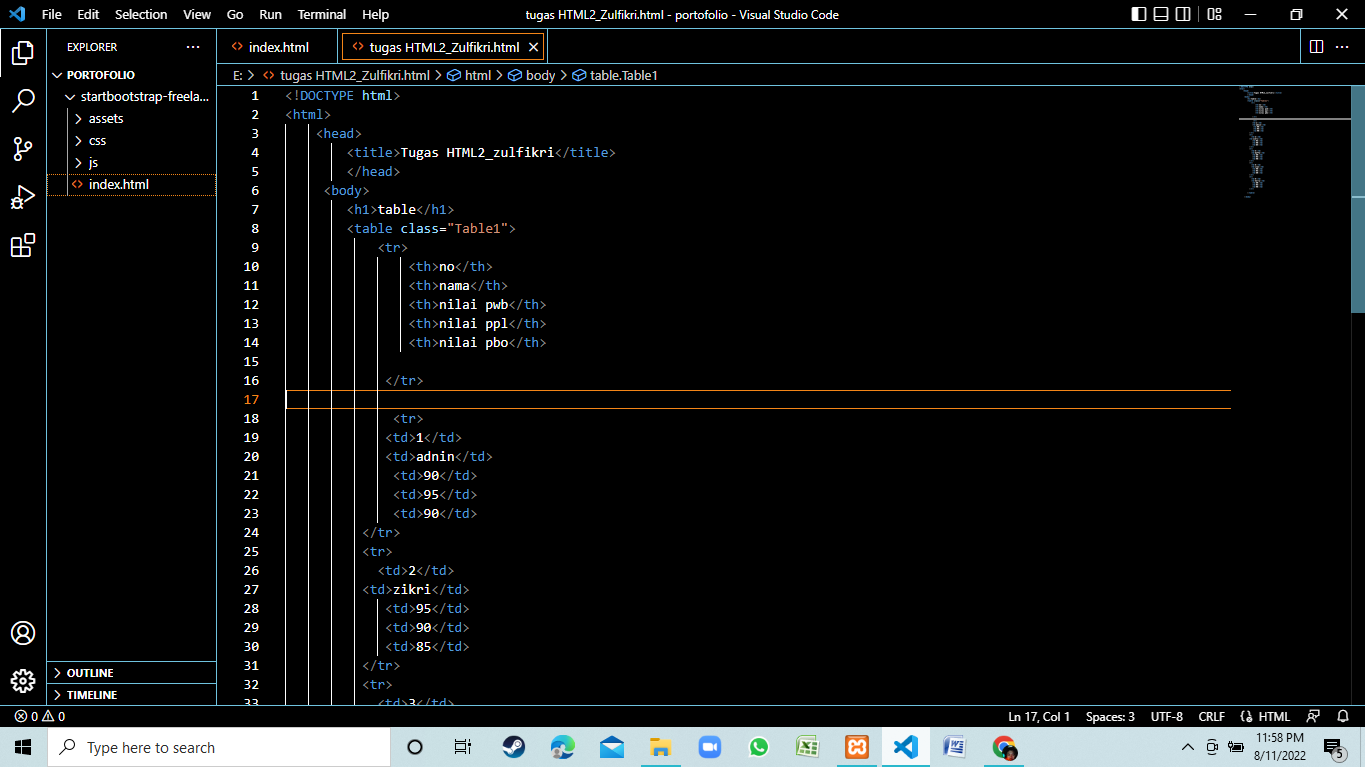 File Edit Selection View Go Run Terminal Help tugas HTML2_Zulfikri.html - portofolio - Visual Studio Code
EXPLORER ···
index.html
tugas HTML2_Zulfikri.html
PORTOFOLIO
startbootstrap-freela...
assets
css
js
index.html
OUTLINE
TIMELINE
E: > tugas HTML2_Zulfikri.html > html > body > table.Table1
1 <!DOCTYPE html>
2 <html>
3 <head>
4 <title>Tugas HTML2_zulfikri</title>
5 </head>
6 <body>
7 <h1>table</h1>
8 <table class="Table1">
9 <tr>
10 <th>no</th>
11 <th>nama</th>
12 <th>nilai pwb</th>
13 <th>nilai ppl</th>
14 <th>nilai pbo</th>
15
16 </tr>
17
18 <tr>
19 <td>1</td>
20 <td>adnin</td>
21 <td>90</td>
22 <td>95</td>
23 <td>90</td>
24 </tr>
25 <tr>
26 <td>2</td>
27 <td>zikri</td>
28 <td>95</td>
29 <td>90</td>
30 <td>85</td>
31 </tr>
32 <tr>
33 <td>3</td>
0 0 Ln 17, Col 1 Spaces: 3 UTF-8 CRLF HTML
Type here to search
11:58 PM
8/11/2022
5